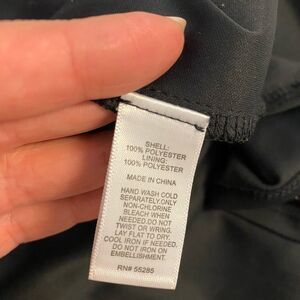 SHELL:
100% POLYESTER
LINING:
100% POLYESTER
MADE IN CHINA
HAND WASH COLD
SEPARATELY.ONLY
NON-CHLORINE
BLEACH WHEN
NEEDED.DO NOT
TWIST OR WRING.
LAY FLAT TO DRY.
COOL IRON IF NEEDED.
DO NOT IRON ON
EMBELLISHMENT.
RN# 55285